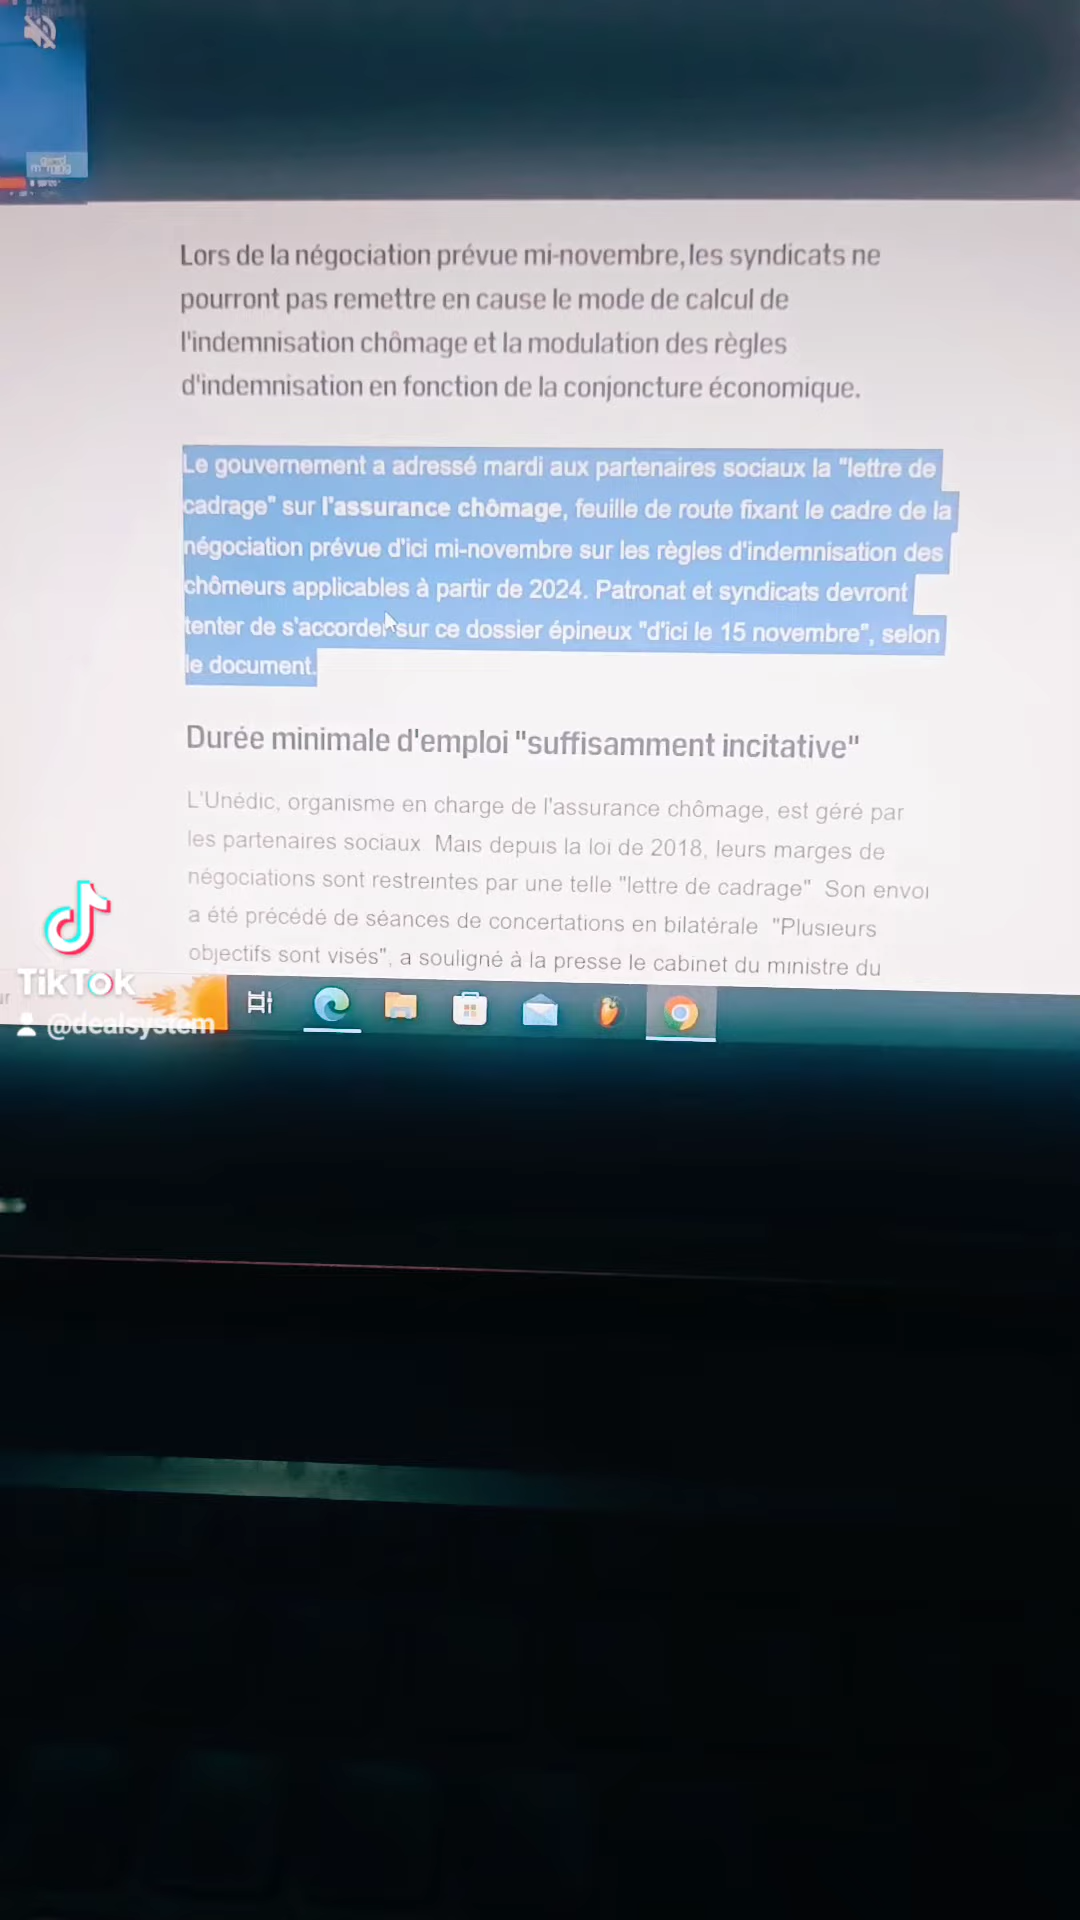 good
morning
Lors de la négociation prévue mi-novembre, les syndicats ne
pourront pas remettre en cause le mode de calcul de
l'indemnisation chômage et la modulation des règles
d'indemnisation en fonction de la conjoncture économique.
Le gouvernement a adressé mardi aux partenaires sociaux la "lettre de
cadrage" sur l'assurance chômage, feuille de route fixant le cadre de la
négociation prévue d'ici mi-novembre sur les règles d'indemnisation des
chômeurs applicables à partir de 2024. Patronat et syndicats devront
tenter de s'accorder sur ce dossier épineux "d'ici le 15 novembre", selon
le document.
Durée minimale d'emploi "suffisamment incitative"
L'Unédic, organisme en charge de l'assurance chômage, est géré par
les partenaires sociaux. Mais depuis la loi de 2018, leurs marges de
négociations sont restreintes par une telle "lettre de cadrage". Son envoi
a été précédé de séances de concertations en bilatérale. "Plusieurs
objectifs sont visés", a souligné à la presse le cabinet du ministre du
TikTok
@dealsystem